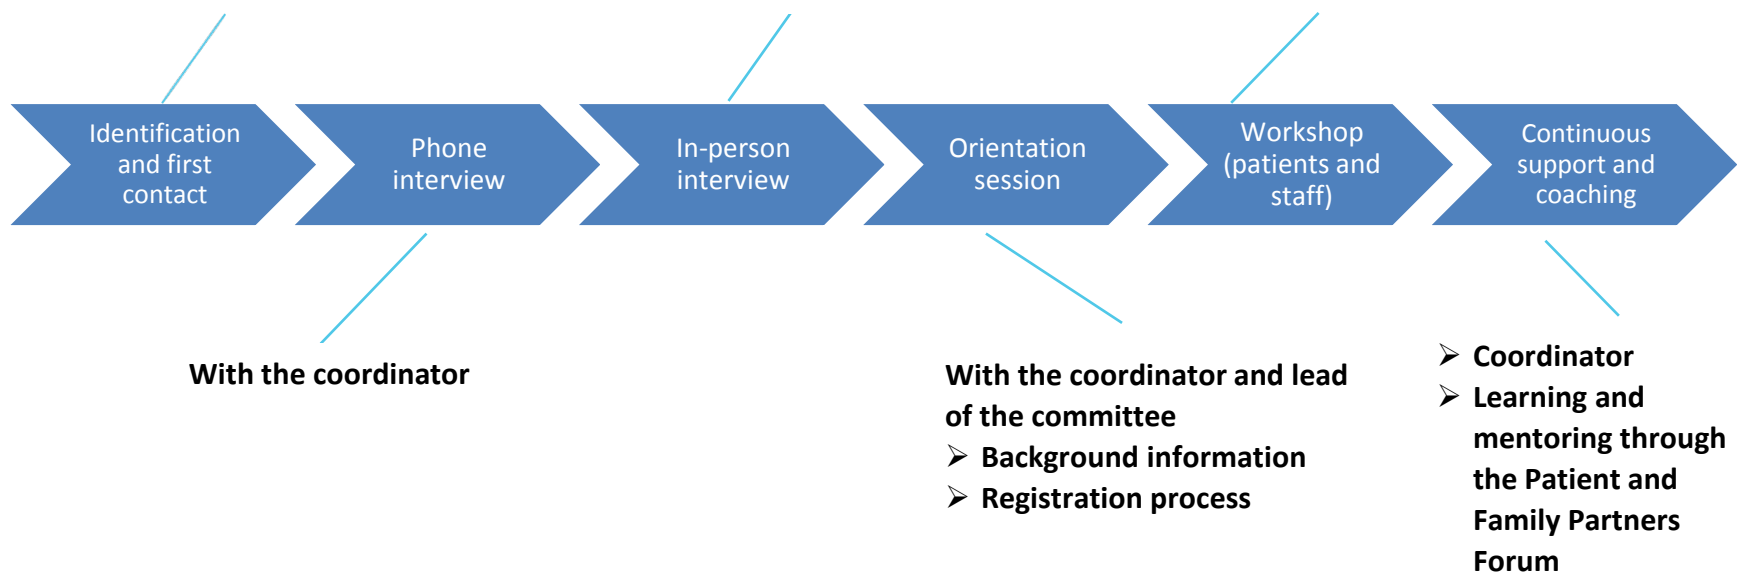 Identification
and first
contact
Phone
interview
In-person
interview
Orientation
session
Workshop
(patients and
staff)
Continuous
support and
coaching
With the coordinator
With the coordinator and lead
of the committee
➢ Background information
➢ Registration process
➢ Coordinator
➢ Learning and
mentoring through
the Patient and
Family Partners
Forum